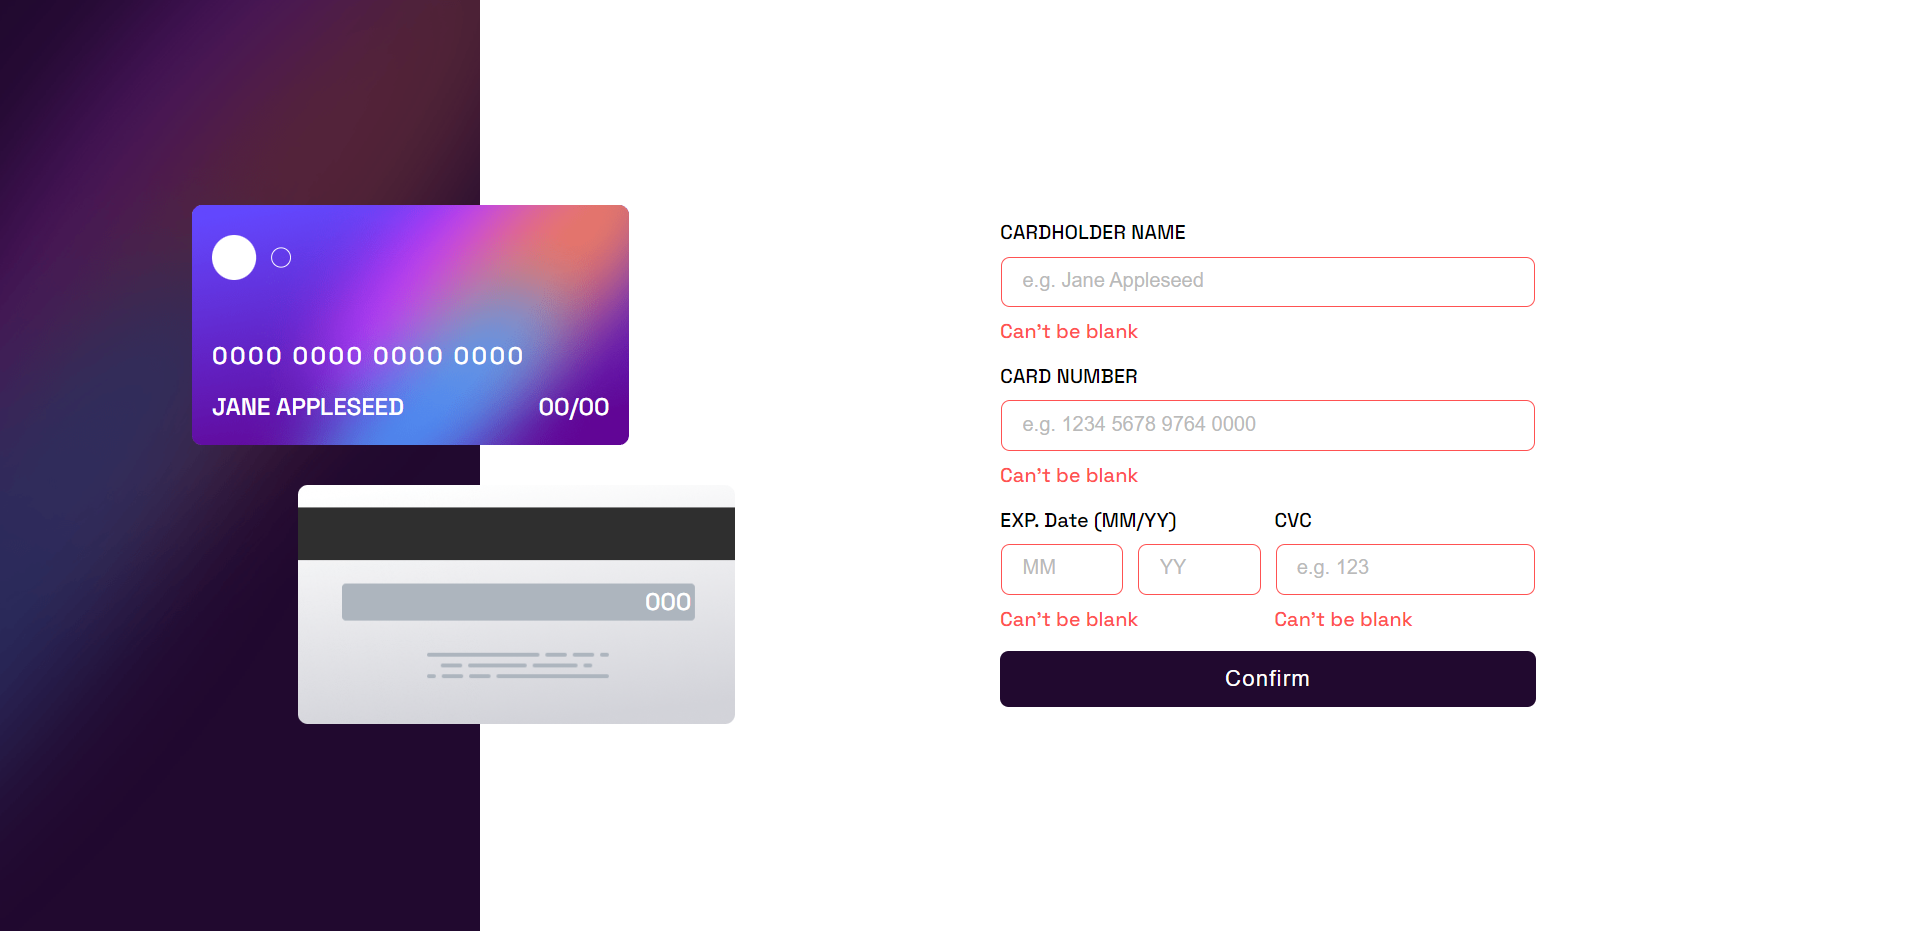 0000 0000 0000 0000
JANE APPLESEED 00/00
000
CARDHOLDER NAME
e.g. Jane Appleseed
Can't be blank
CARD NUMBER
e.g. 1234 5678 9764 0000
Can't be blank
EXP. Date (MM/YY) CVC
MM YY e.g. 123
Can't be blank Can't be blank
Confirm